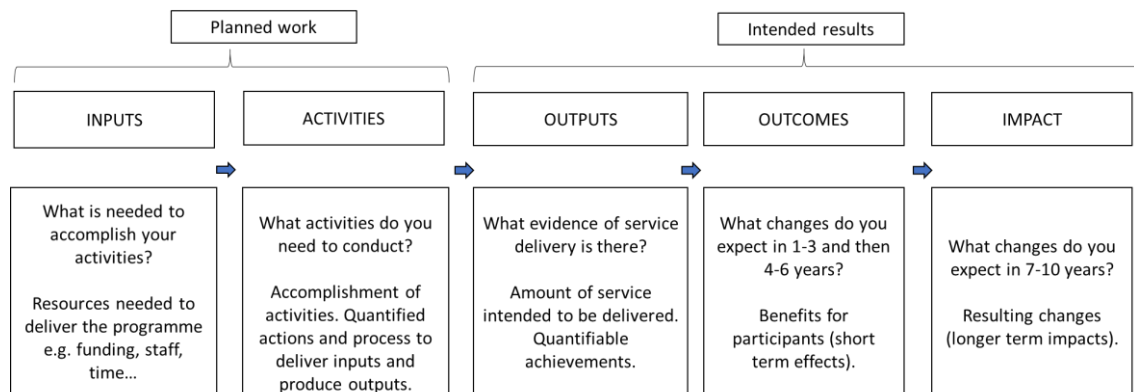 Planned work
Intended results
INPUTS
ACTIVITIES
OUTPUTS
OUTCOMES
IMPACT
What is needed to
accomplish your
activities?
Resources needed to
deliver the programme
e.g. funding, staff,
time...
What activities do you
need to conduct?
Accomplishment of
activities. Quantified
actions and process to
deliver inputs and
produce outputs.
What evidence of service
delivery is there?
Amount of service
intended to be delivered.
Quantifiable
achievements.
What changes do you
expect in 1-3 and then
4-6 years?
Benefits for
participants (short
term effects).
What changes do you
expect in 7-10 years?
Resulting changes
(longer term impacts).